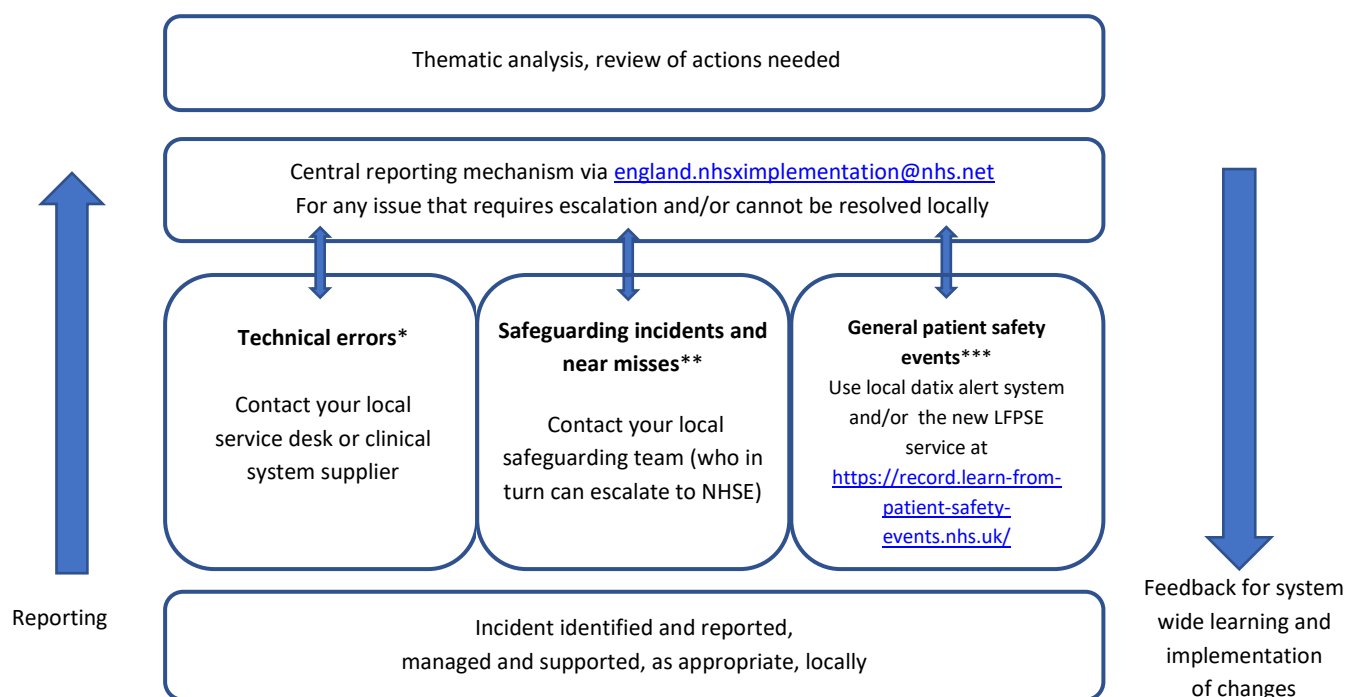 Thematic analysis, review of actions needed
Central reporting mechanism via england.nhsximplementation@nhs.net
For any issue that requires escalation and/or cannot be resolved locally
Technical errors*
Contact your local
service desk or clinical
system supplier
Safeguarding incidents and
near misses**
Contact your local
safeguarding team (who in
turn can escalate to NHSE)
General patient safety
events***
Use local datix alert system
and/or the new LFPSE
service at
https://record.learn-from-
patient-safety-
events.nhs.uk/
Incident identified and reported,
managed and supported, as appropriate, locally
Reporting
Feedback for system
wide learning and
implementation
of changes